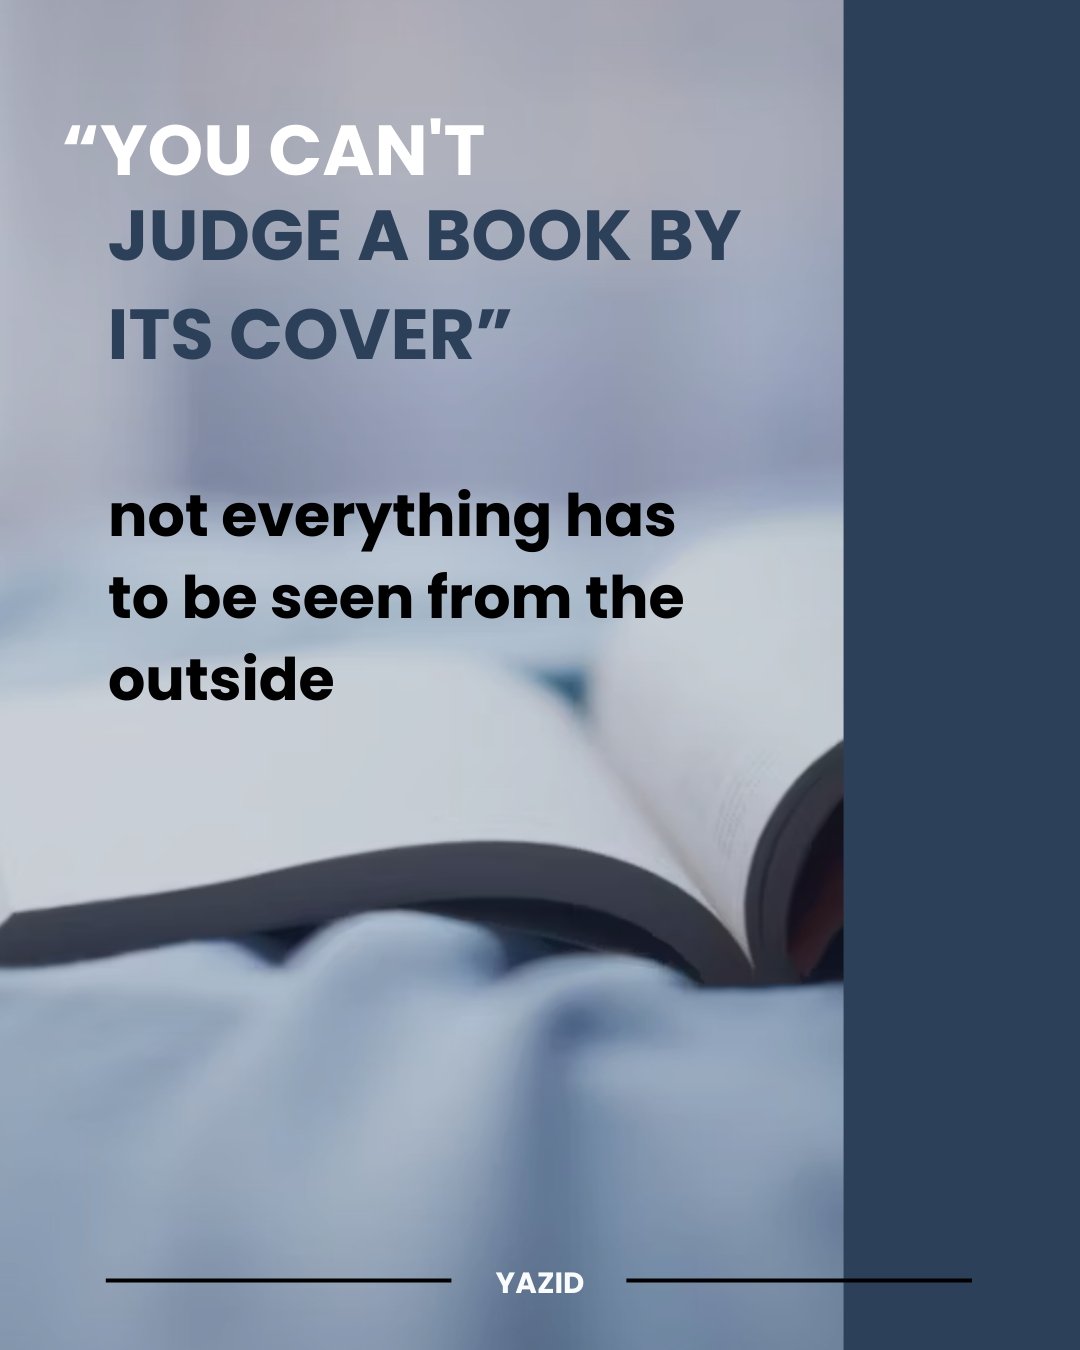 “YOU CAN'T
JUDGE A BOOK BY
ITS COVER”
not everything has
to be seen from the
outside
YAZID